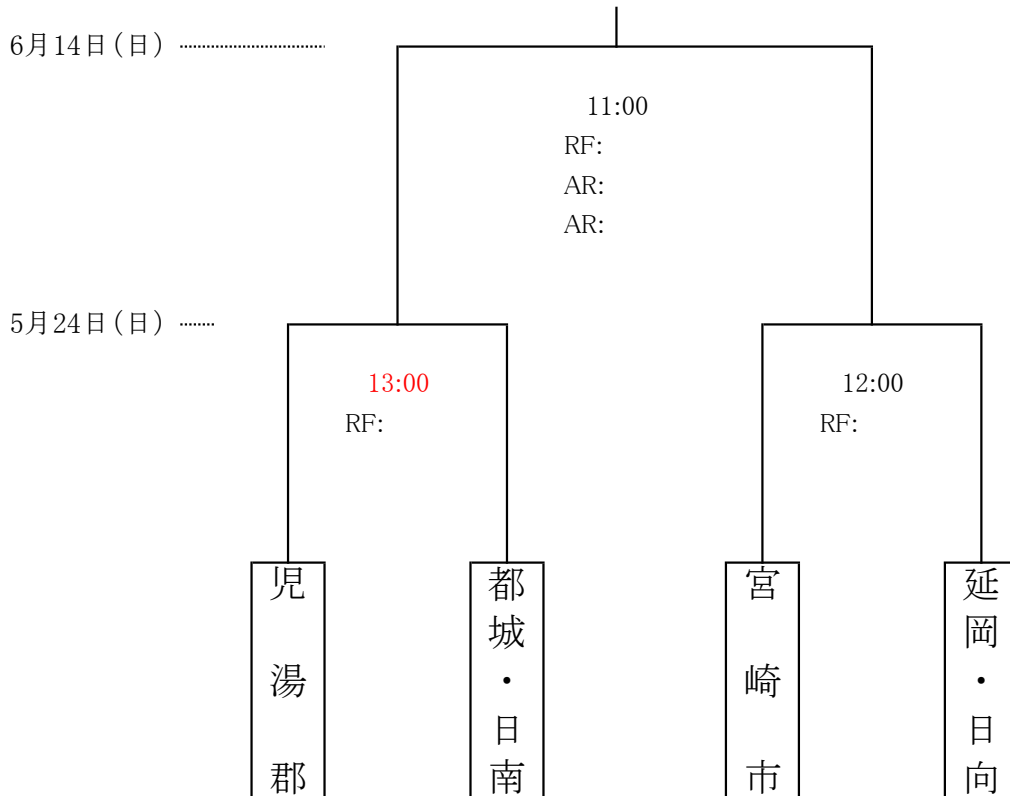 6月14日(日)
11:00
RF:
AR:
AR:
5月24日(日)
13:00
RF:
12:00
RF:
児湯郡
都城・日南
宮崎市
延岡・日向